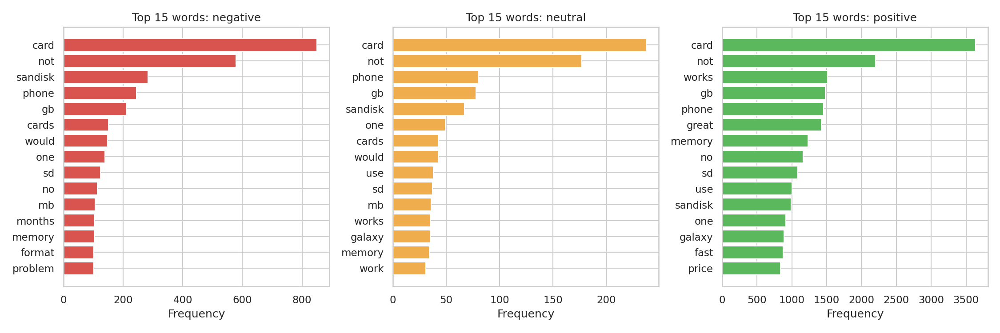 Top 15 words: negative
card
not
sandisk
phone
gb
cards
would
one
sd
no
mb
months
memory
format
problem
0 200 400 600 800
Frequency
Top 15 words: neutral
card
not
phone
gb
sandisk
one
cards
would
use
sd
mb
works
galaxy
memory
work
0 50 100 150 200
Frequency
Top 15 words: positive
card
not
works
gb
phone
great
memory
no
sd
use
sandisk
one
galaxy
fast
price
0 500 1000 1500 2000 2500 3000 3500
Frequency